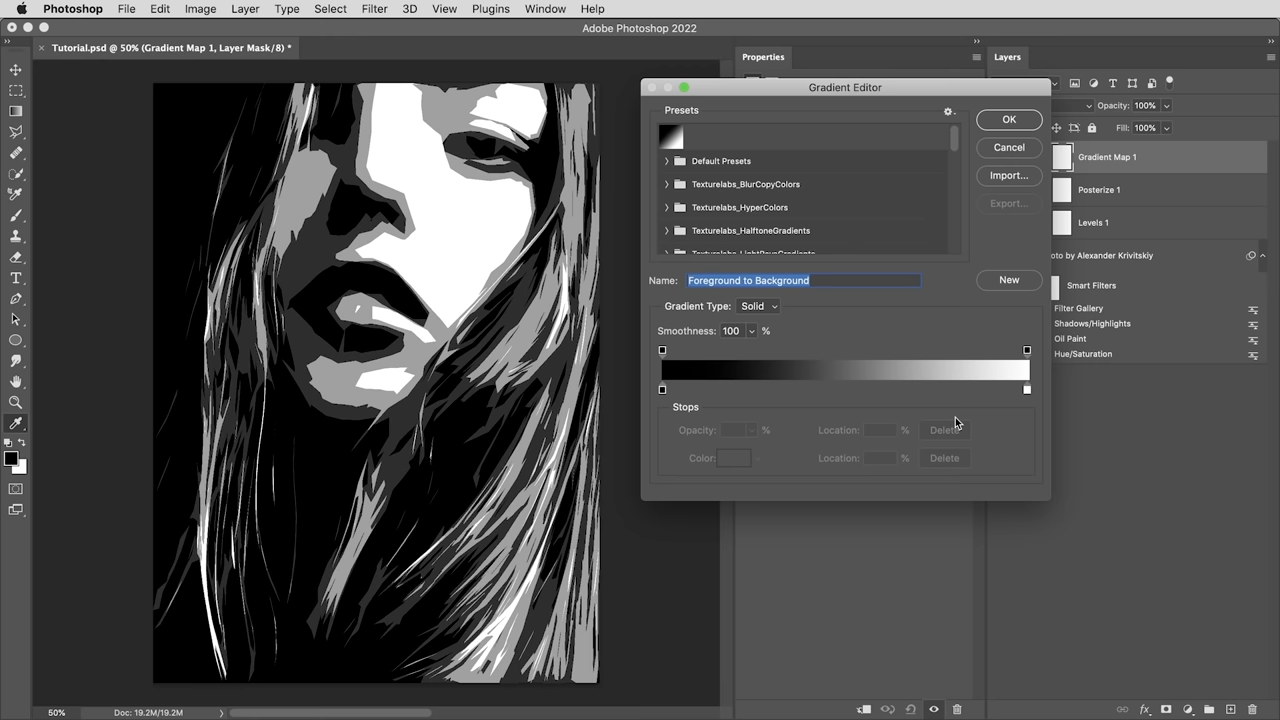 Photoshop File Edit Image Layer Type Select Filter 3D View Plugins Window Help
Adobe Photoshop 2022
Tutorial.psd @ 50% (Gradient Map 1, Layer Mask/8) *
Properties
Layers
Gradient Editor
Presets
Default Presets
Texturelabs_BlurCopyColors
Texturelabs_HyperColors
Texturelabs_HalftoneGradients
OK
Cancel
Import...
Export...
Name: Foreground to Background
New
Gradient Type: Solid
Smoothness: 100 %
Stops
Opacity: % Location: % Delete
Color: Location: % Delete
Opacity: 100%
Fill: 100%
Gradient Map 1
Posterize 1
Levels 1
oto by Alexander Krivitskiy
Smart Filters
Filter Gallery
Shadows/Highlights
Oil Paint
Hue/Saturation
50% Doc: 19.2M/19.2M